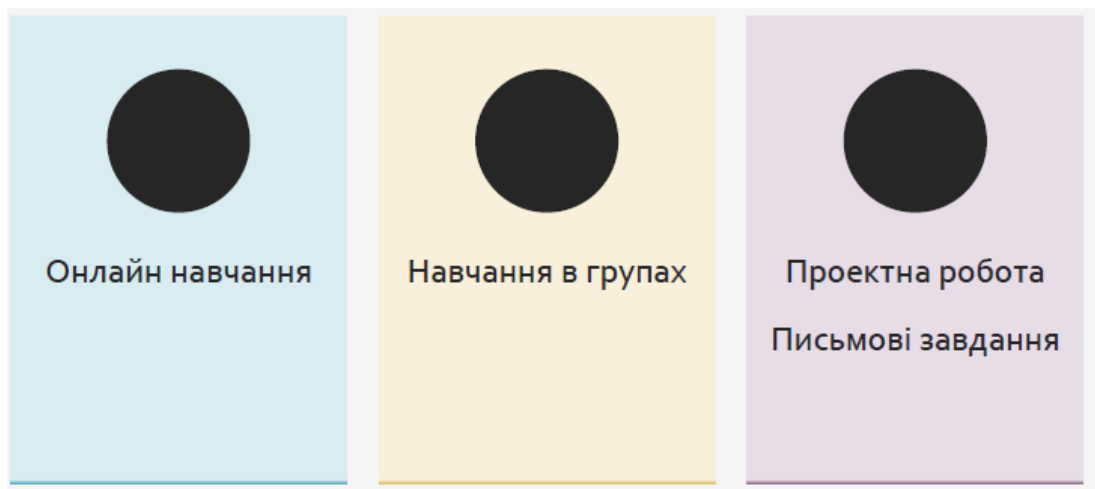 Онлайн навчання
Навчання в групах
Проектна робота
Письмові завдання